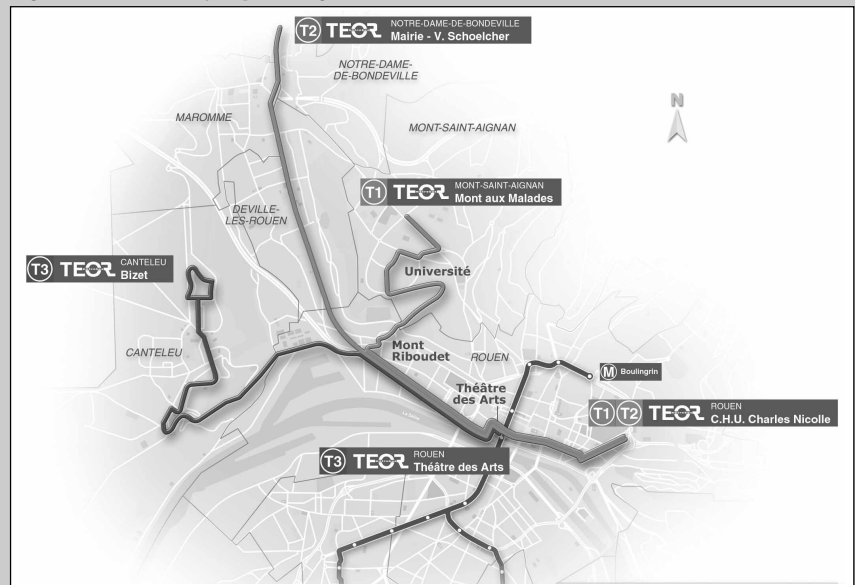 T2 TEOR NOTRE-DAME-DE-BONDEVILLE
Mairie - V. Schoelcher
NOTRE-DAME-
DE-BONDEVILLE
MAROMME
MONT-SAINT-AIGNAN
T1 TEOR MONT-SAINT-AIGNAN
Mont aux Malades
DEVILLE-
LES-ROUEN
T3 TEOR CANTELEU
Bizet
Université
CANTELEU
Mont
Riboudet
ROUEN
M Boulingrin
Théâtre
des Arts
T1 T2 TEOR ROUEN
C.H.U. Charles Nicolle
La Seine
T3 TEOR ROUEN
Théâtre des Arts
N